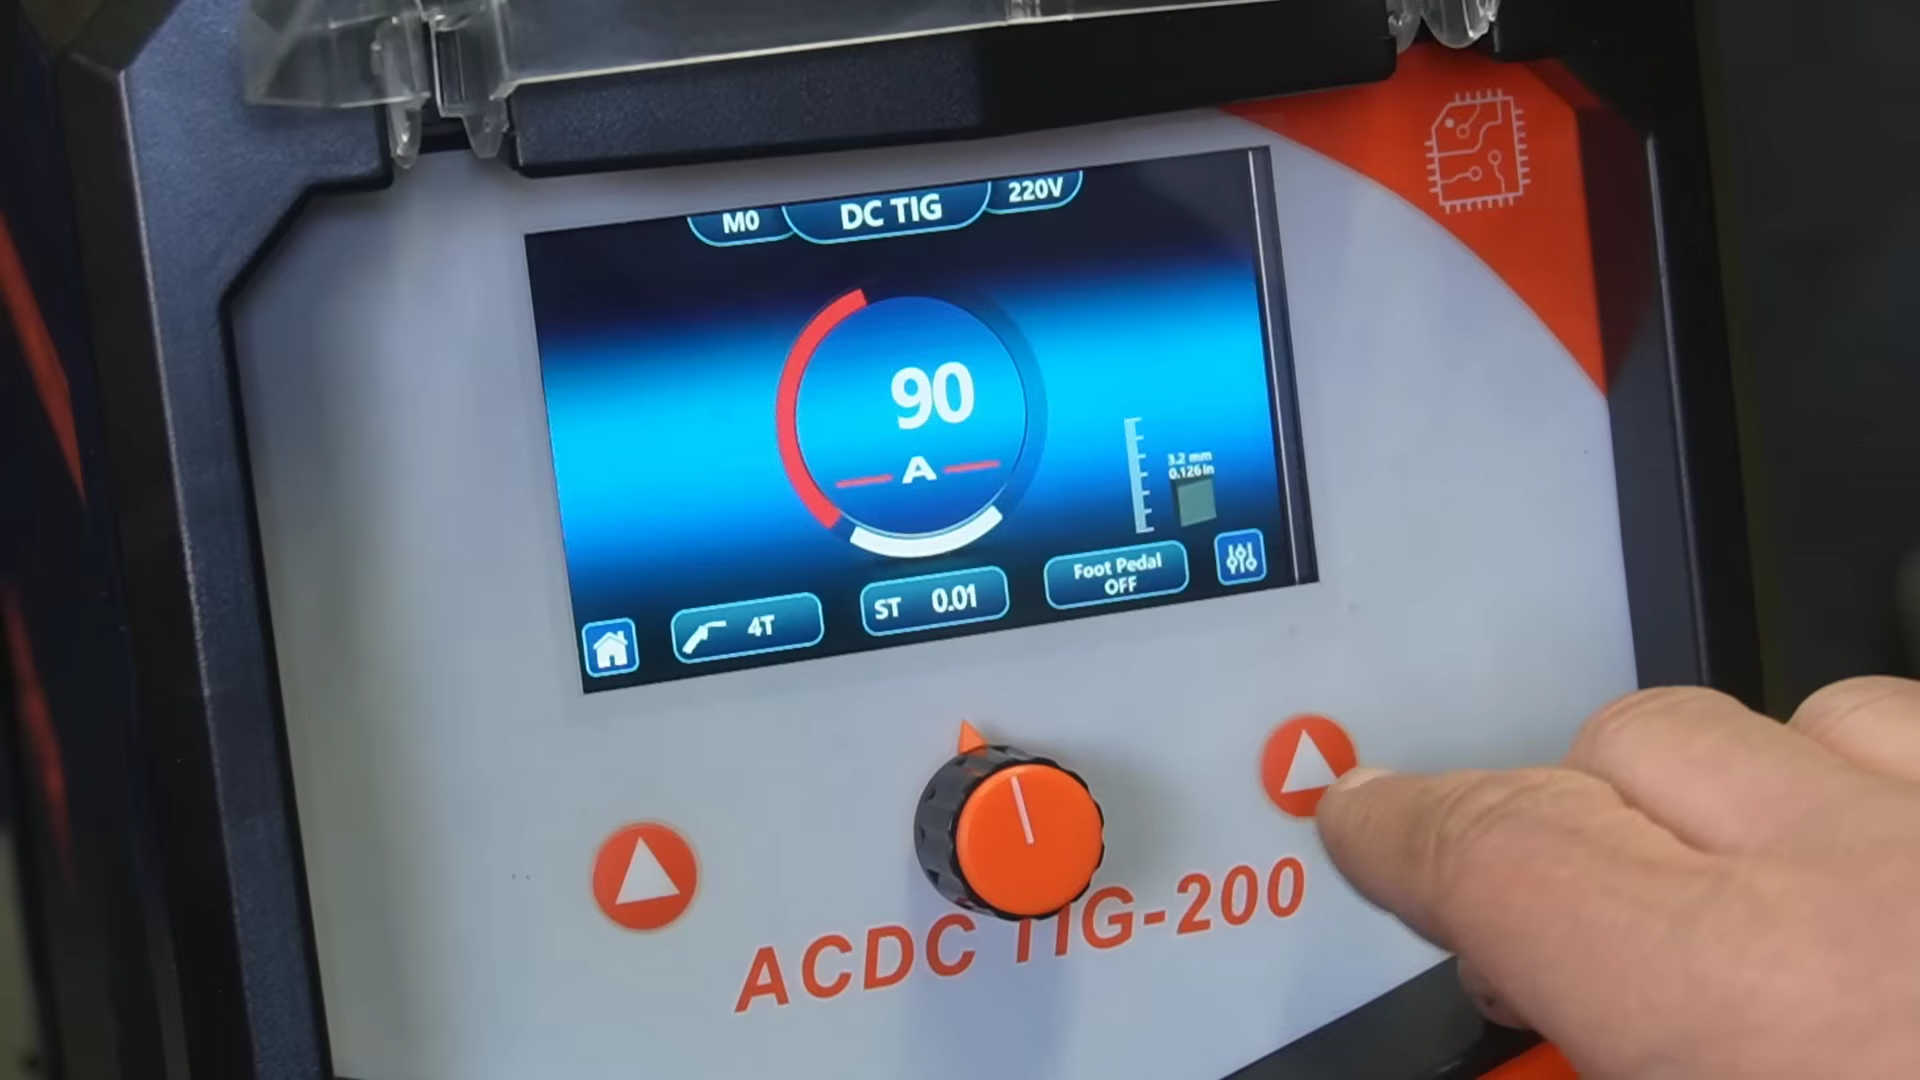 M0
DC TIG
220V
90
A
3.2 mm
0.126 in
4T
ST 0.01
Foot Pedal
OFF
ACDC TIG-200